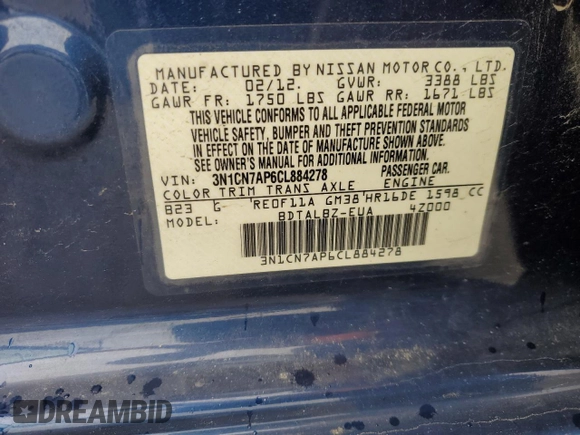 MANUFACTURED BY NISSAN MOTOR CO., LTD.
DATE: 02/12. GVWR: 3388 LBS
GAWR FR: 1750 LBS GAWR RR: 1671 LBS
THIS VEHICLE CONFORMS TO ALL APPLICABLE FEDERAL MOTOR
VEHICLE SAFETY, BUMPER AND THEFT PREVENTION STANDARDS
IN EFFECT ON THE DATE OF MANUFACTURE SHOWN ABOVE.
SEE OWNER'S MANUAL FOR MORE INFORMATION.
VIN: 3N1CN7AP6CL884278 PASSENGER CAR.
COLOR TRIM TRANS AXLE ENGINE
B23 G RE0F11A GM38 HR16DE 1598 CC
MODEL: BDTALBZ-EUA 4Z000
3N1CN7AP6CL884278
DREAMBID